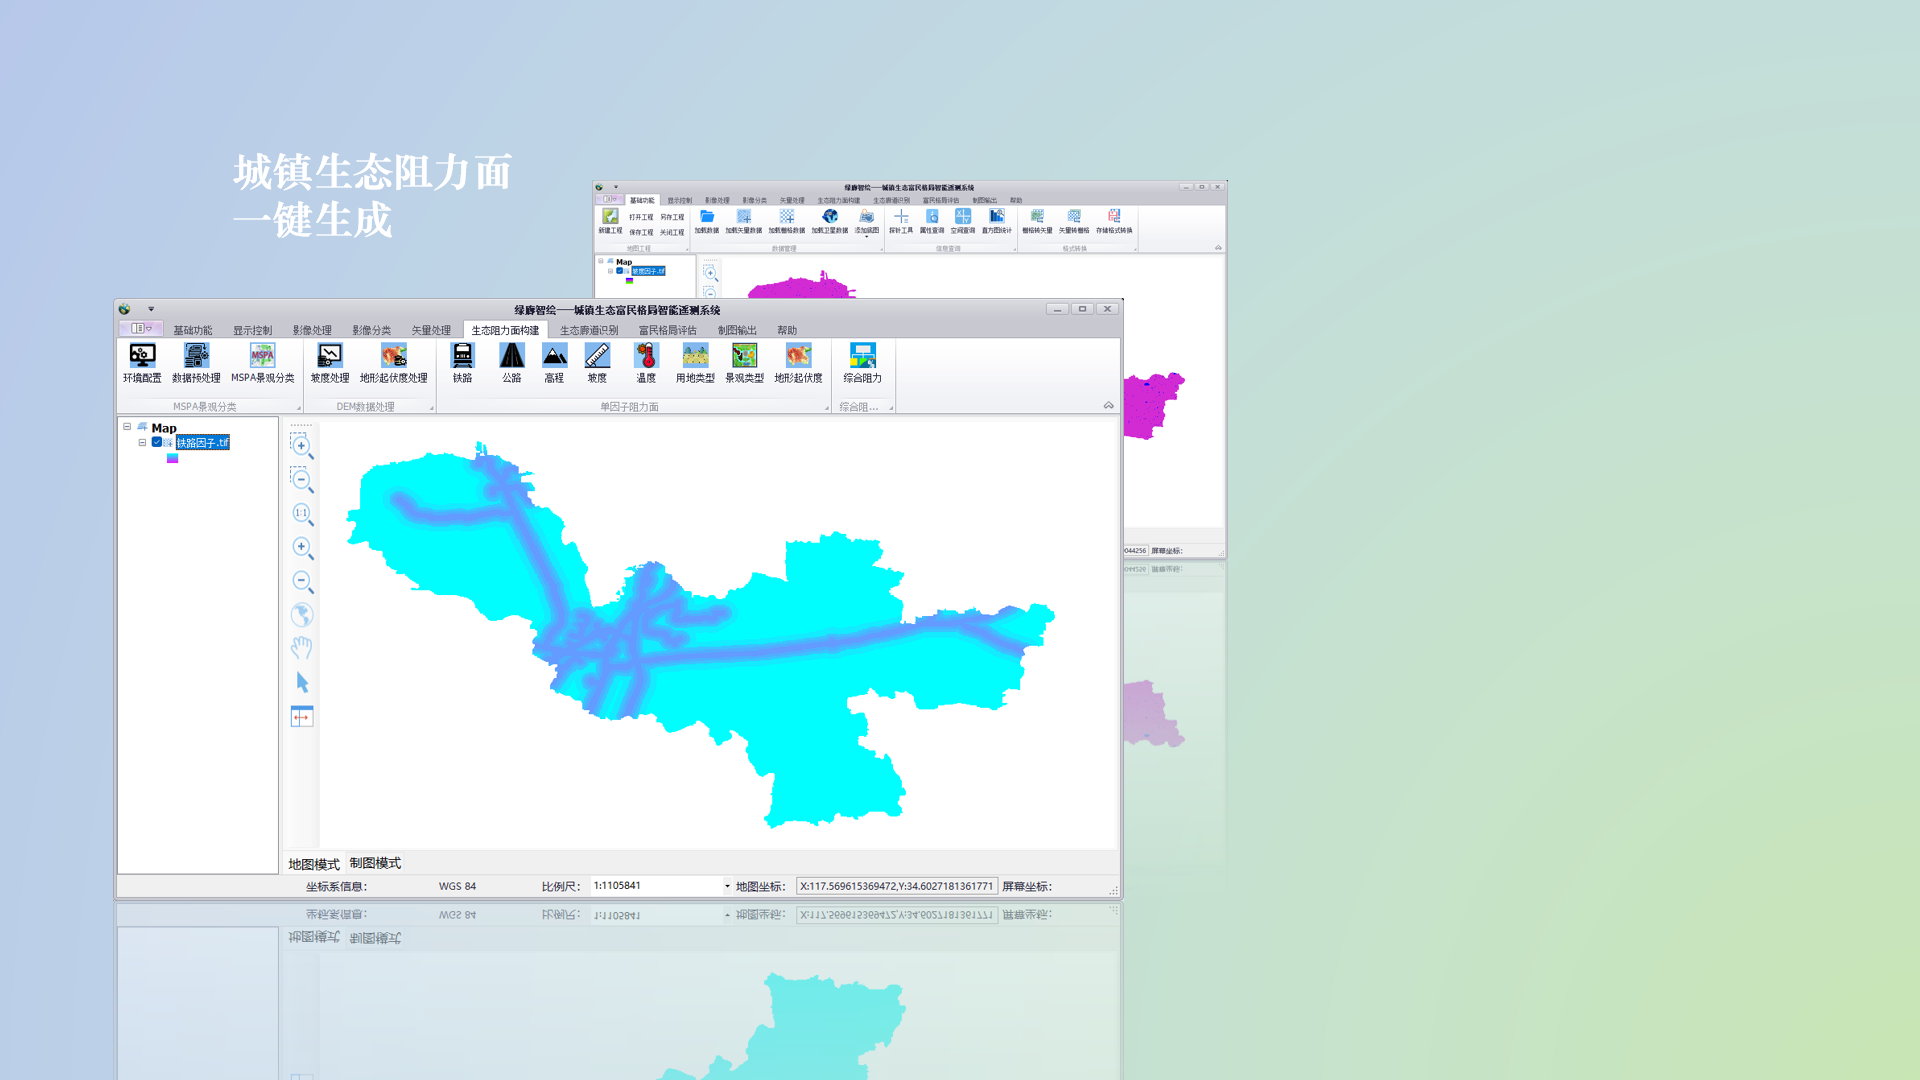 城镇生态阻力面
一键生成
绿廊智绘——城镇生态富民格局智能遥测系统
基础功能 显示控制 影像处理 影像分类 矢量处理 生态阻力面构建 生态廊道识别 富民格局评估 制图输出 帮助
新建工程 打开工程 另存工程 保存工程 关闭工程 加载数据 加载矢量数据 加载栅格数据 加载卫星数据 添加底图 探针工具 属性查询 空间查询 直方图统计 栅格转矢量 矢量转栅格 存储格式转换
地图工程 数据管理 信息查询 格式转换
Map
坡度因子.tif
044256 屏幕坐标:
绿廊智绘——城镇生态富民格局智能遥测系统
基础功能 显示控制 影像处理 影像分类 矢量处理 生态阻力面构建 生态廊道识别 富民格局评估 制图输出 帮助
环境配置 数据预处理 MSPA景观分类 坡度处理 地形起伏度处理 铁路 公路 高程 坡度 温度 用地类型 景观类型 地形起伏度 综合阻力
MSPA景观分类 DEM数据处理 单因子阻力面 综合阻...
Map
铁路因子.tif
1:1
地图模式 制图模式
坐标系信息: WGS 84 比例尺: 1:1105841 地图坐标: X:117.569615369472,Y:34.6027181361771 屏幕坐标: